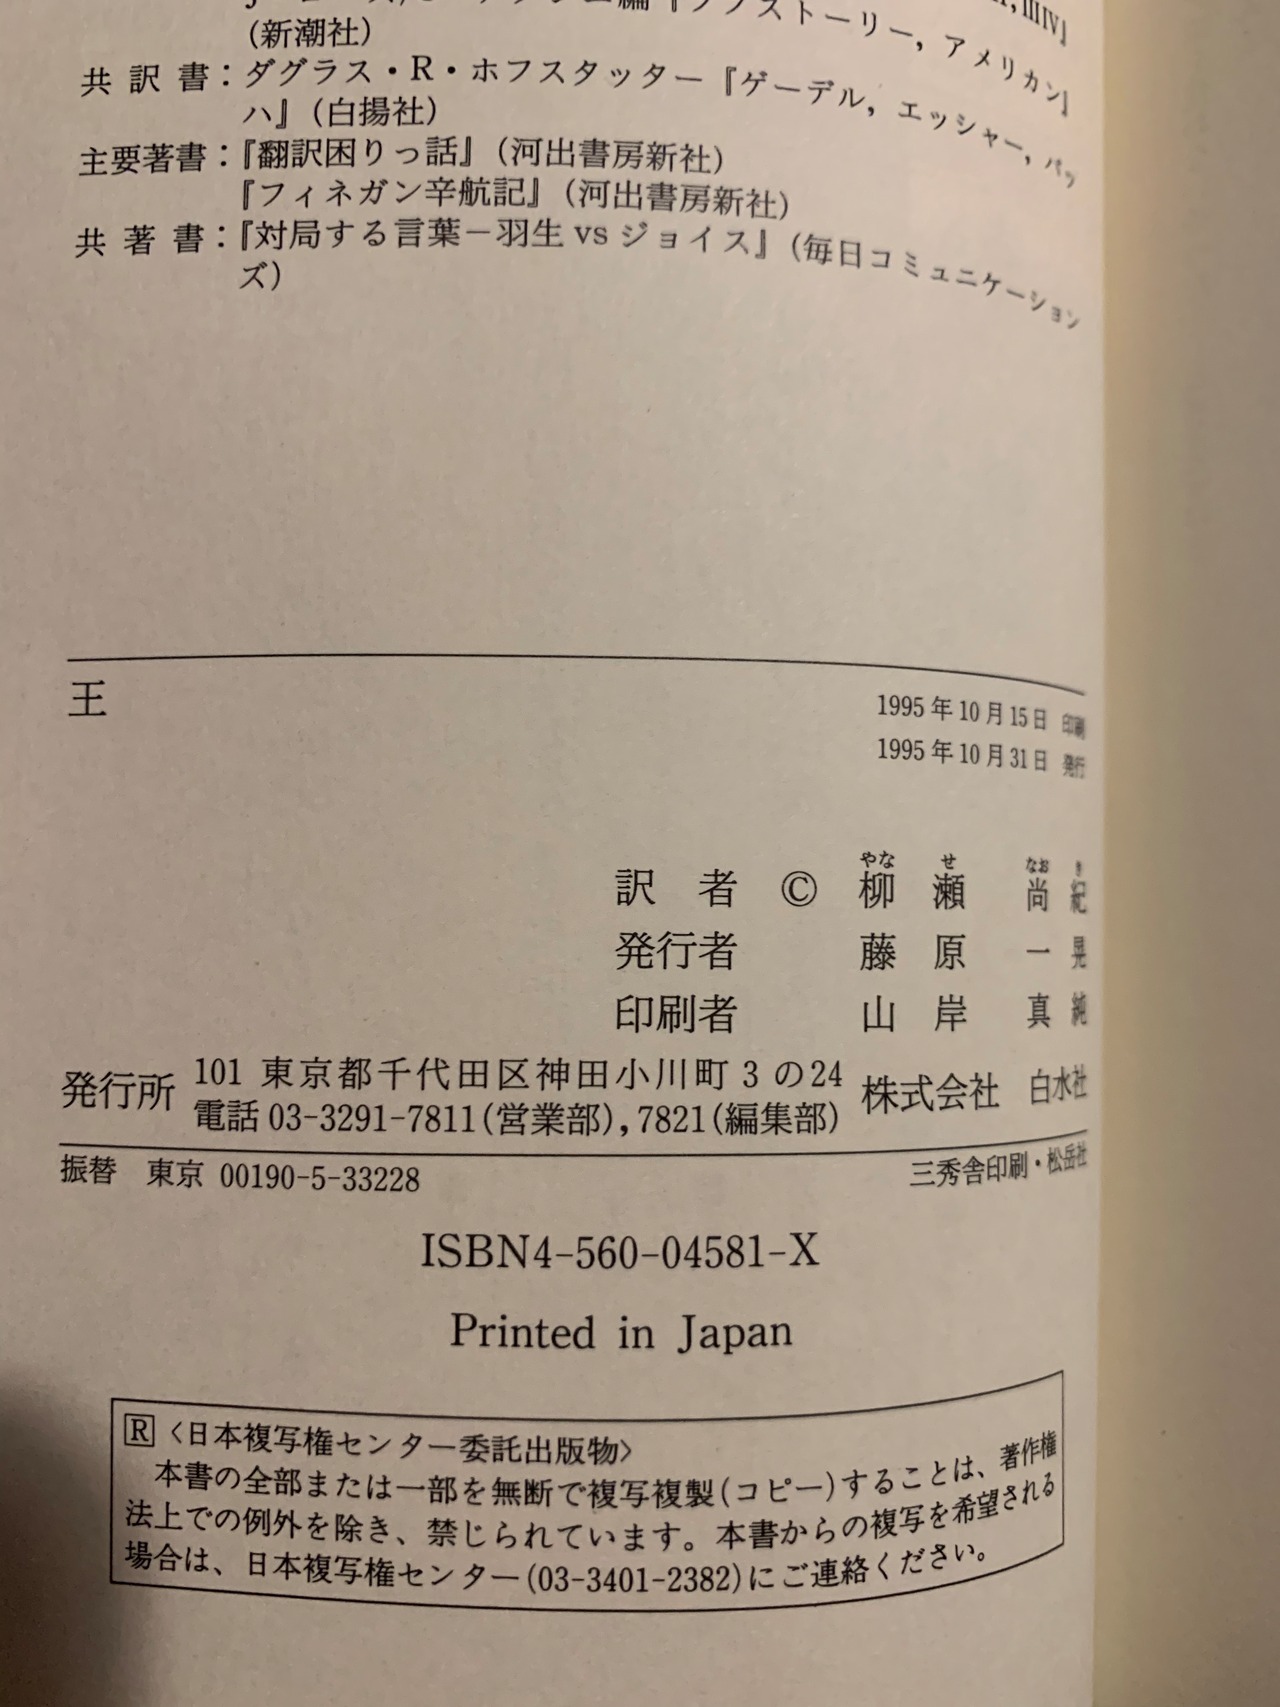 ストーリー，アメリカン』
（新潮社）
共訳書：ダグラス・R・ホフスタッター『ゲーデル，エッシャー，バッ
ハ』（白揚社）
主要著書：『翻訳困りっ話』（河出書房新社）
『フィネガン辛航記』（河出書房新社）
共著書：『対局する言葉－羽生 vs ジョイス』（毎日コミュニケーション
ズ）
王
1995年10月15日 印刷
1995年10月31日 発行
やなせ なおき
訳者 © 柳瀬 尚紀
発行者 藤原 一晃
印刷者 山岸 真純
発行所 101 東京都千代田区神田小川町3の24 株式会社 白水社
電話 03-3291-7811(営業部), 7821(編集部)
振替 東京 00190-5-33228 三秀舎印刷・松岳社
ISBN4-560-04581-X
Printed in Japan
R〈日本複写権センター委託出版物〉
本書の全部または一部を無断で複写複製(コピー)することは、著作権
法上での例外を除き、禁じられています。本書からの複写を希望される
場合は、日本複写権センター(03-3401-2382)にご連絡ください。